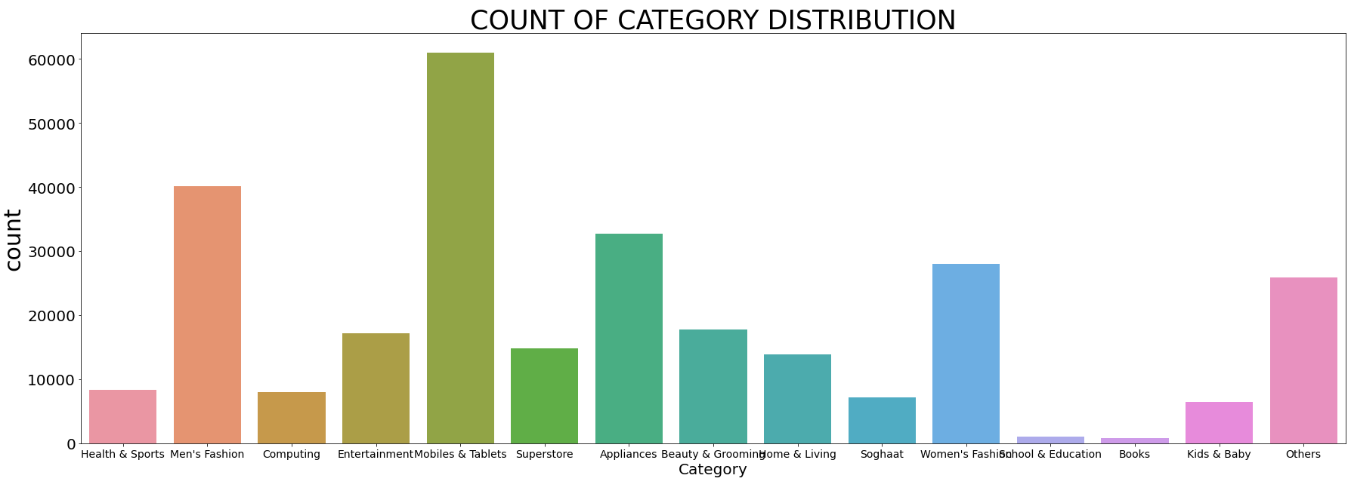 COUNT OF CATEGORY DISTRIBUTION
count
60000
50000
40000
30000
20000
10000
0
Health & Sports Men's Fashion Computing Entertainment Mobiles & Tablets Superstore Appliances Beauty & Grooming Home & Living Soghaat Women's Fashion School & Education Books Kids & Baby Others
Category